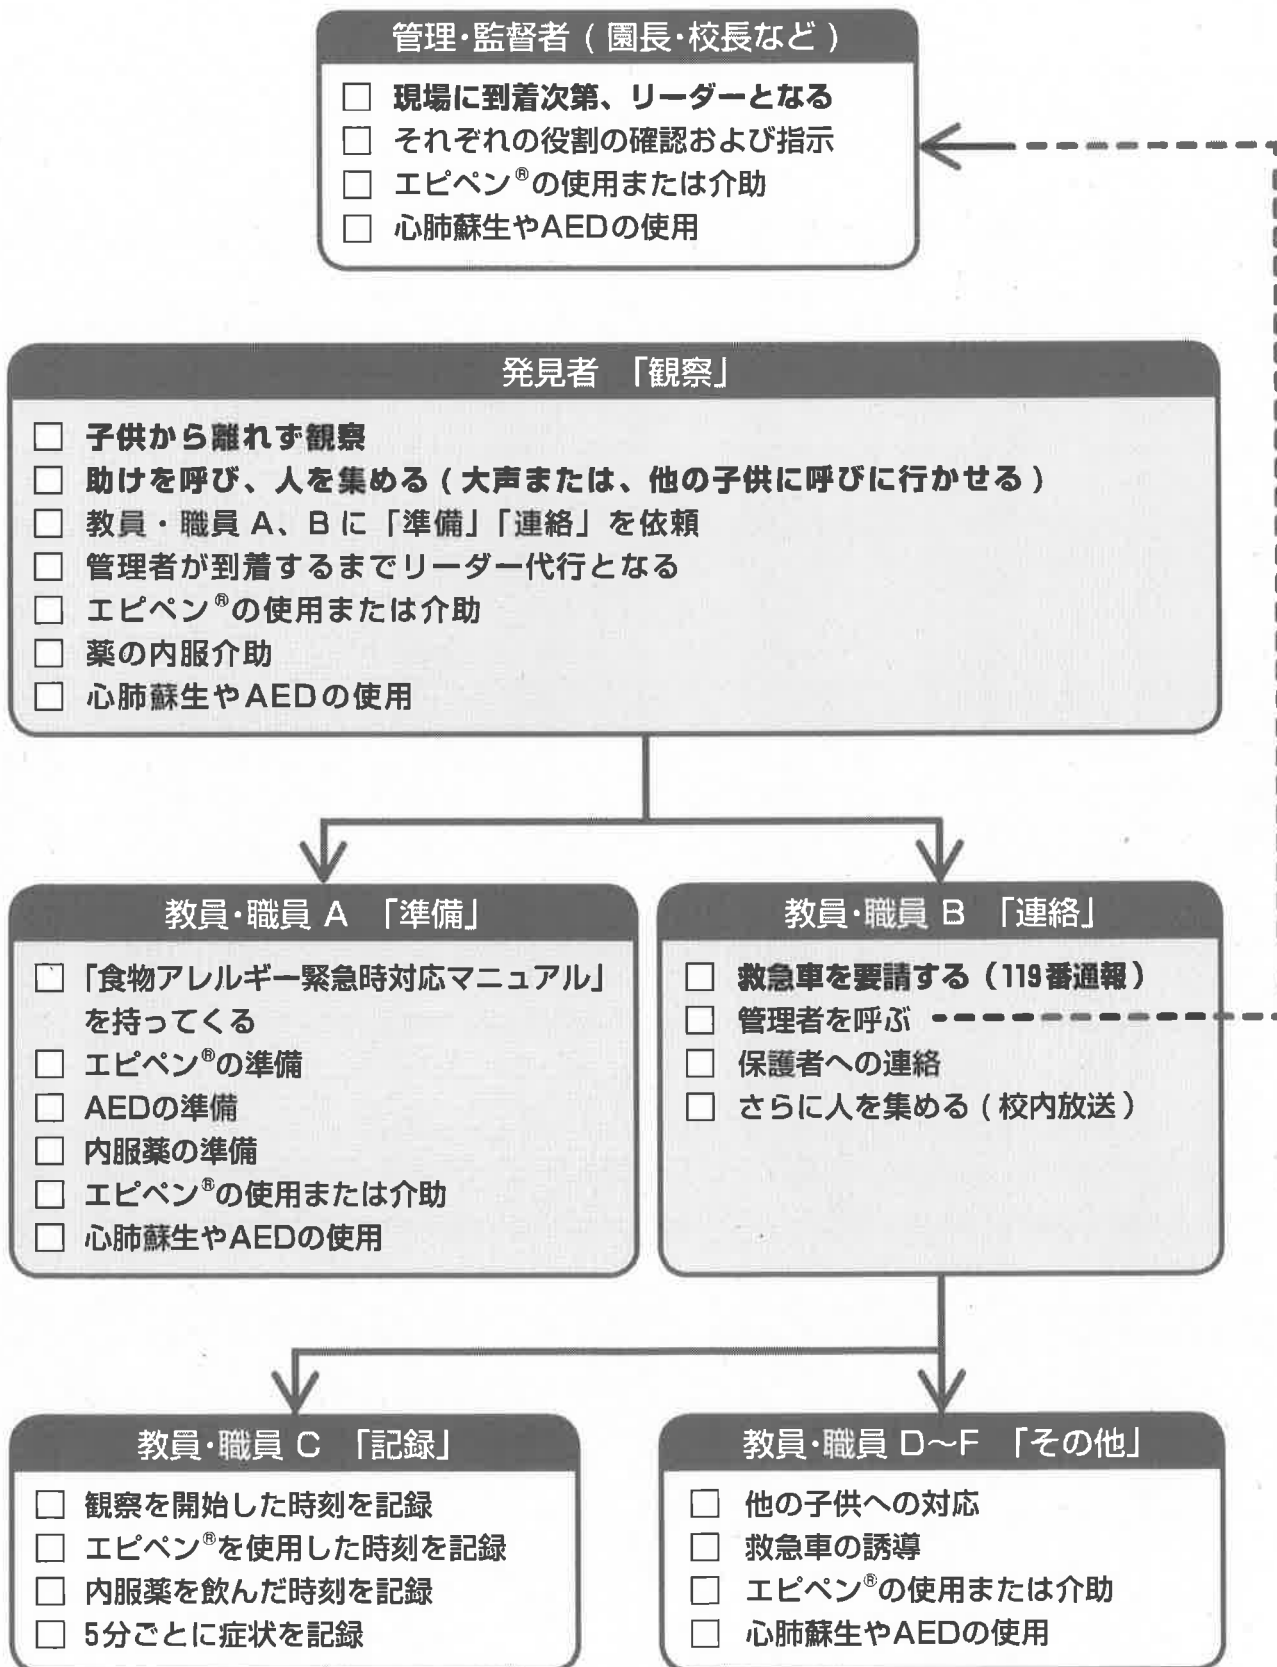 管理・監督者(園長・校長など)
□ 現場に到着次第、リーダーとなる
□ それぞれの役割の確認および指示
□ エピペン®の使用または介助
□ 心肺蘇生やAEDの使用
発見者 「観察」
□ 子供から離れず観察
□ 助けを呼び、人を集める(大声または、他の子供に呼びに行かせる)
□ 教員・職員 A、B に「準備」「連絡」を依頼
□ 管理者が到着するまでリーダー代行となる
□ エピペン®の使用または介助
□ 薬の内服介助
□ 心肺蘇生やAEDの使用
教員・職員 A 「準備」
□ 「食物アレルギー緊急時対応マニュアル」
を持ってくる
□ エピペン®の準備
□ AEDの準備
□ 内服薬の準備
□ エピペン®の使用または介助
□ 心肺蘇生やAEDの使用
教員・職員 B 「連絡」
□ 救急車を要請する(119番通報)
□ 管理者を呼ぶ
□ 保護者への連絡
□ さらに人を集める(校内放送)
教員・職員 C 「記録」
□ 観察を開始した時刻を記録
□ エピペン®を使用した時刻を記録
□ 内服薬を飲んだ時刻を記録
□ 5分ごとに症状を記録
教員・職員 D〜F 「その他」
□ 他の子供への対応
□ 救急車の誘導
□ エピペン®の使用または介助
□ 心肺蘇生やAEDの使用